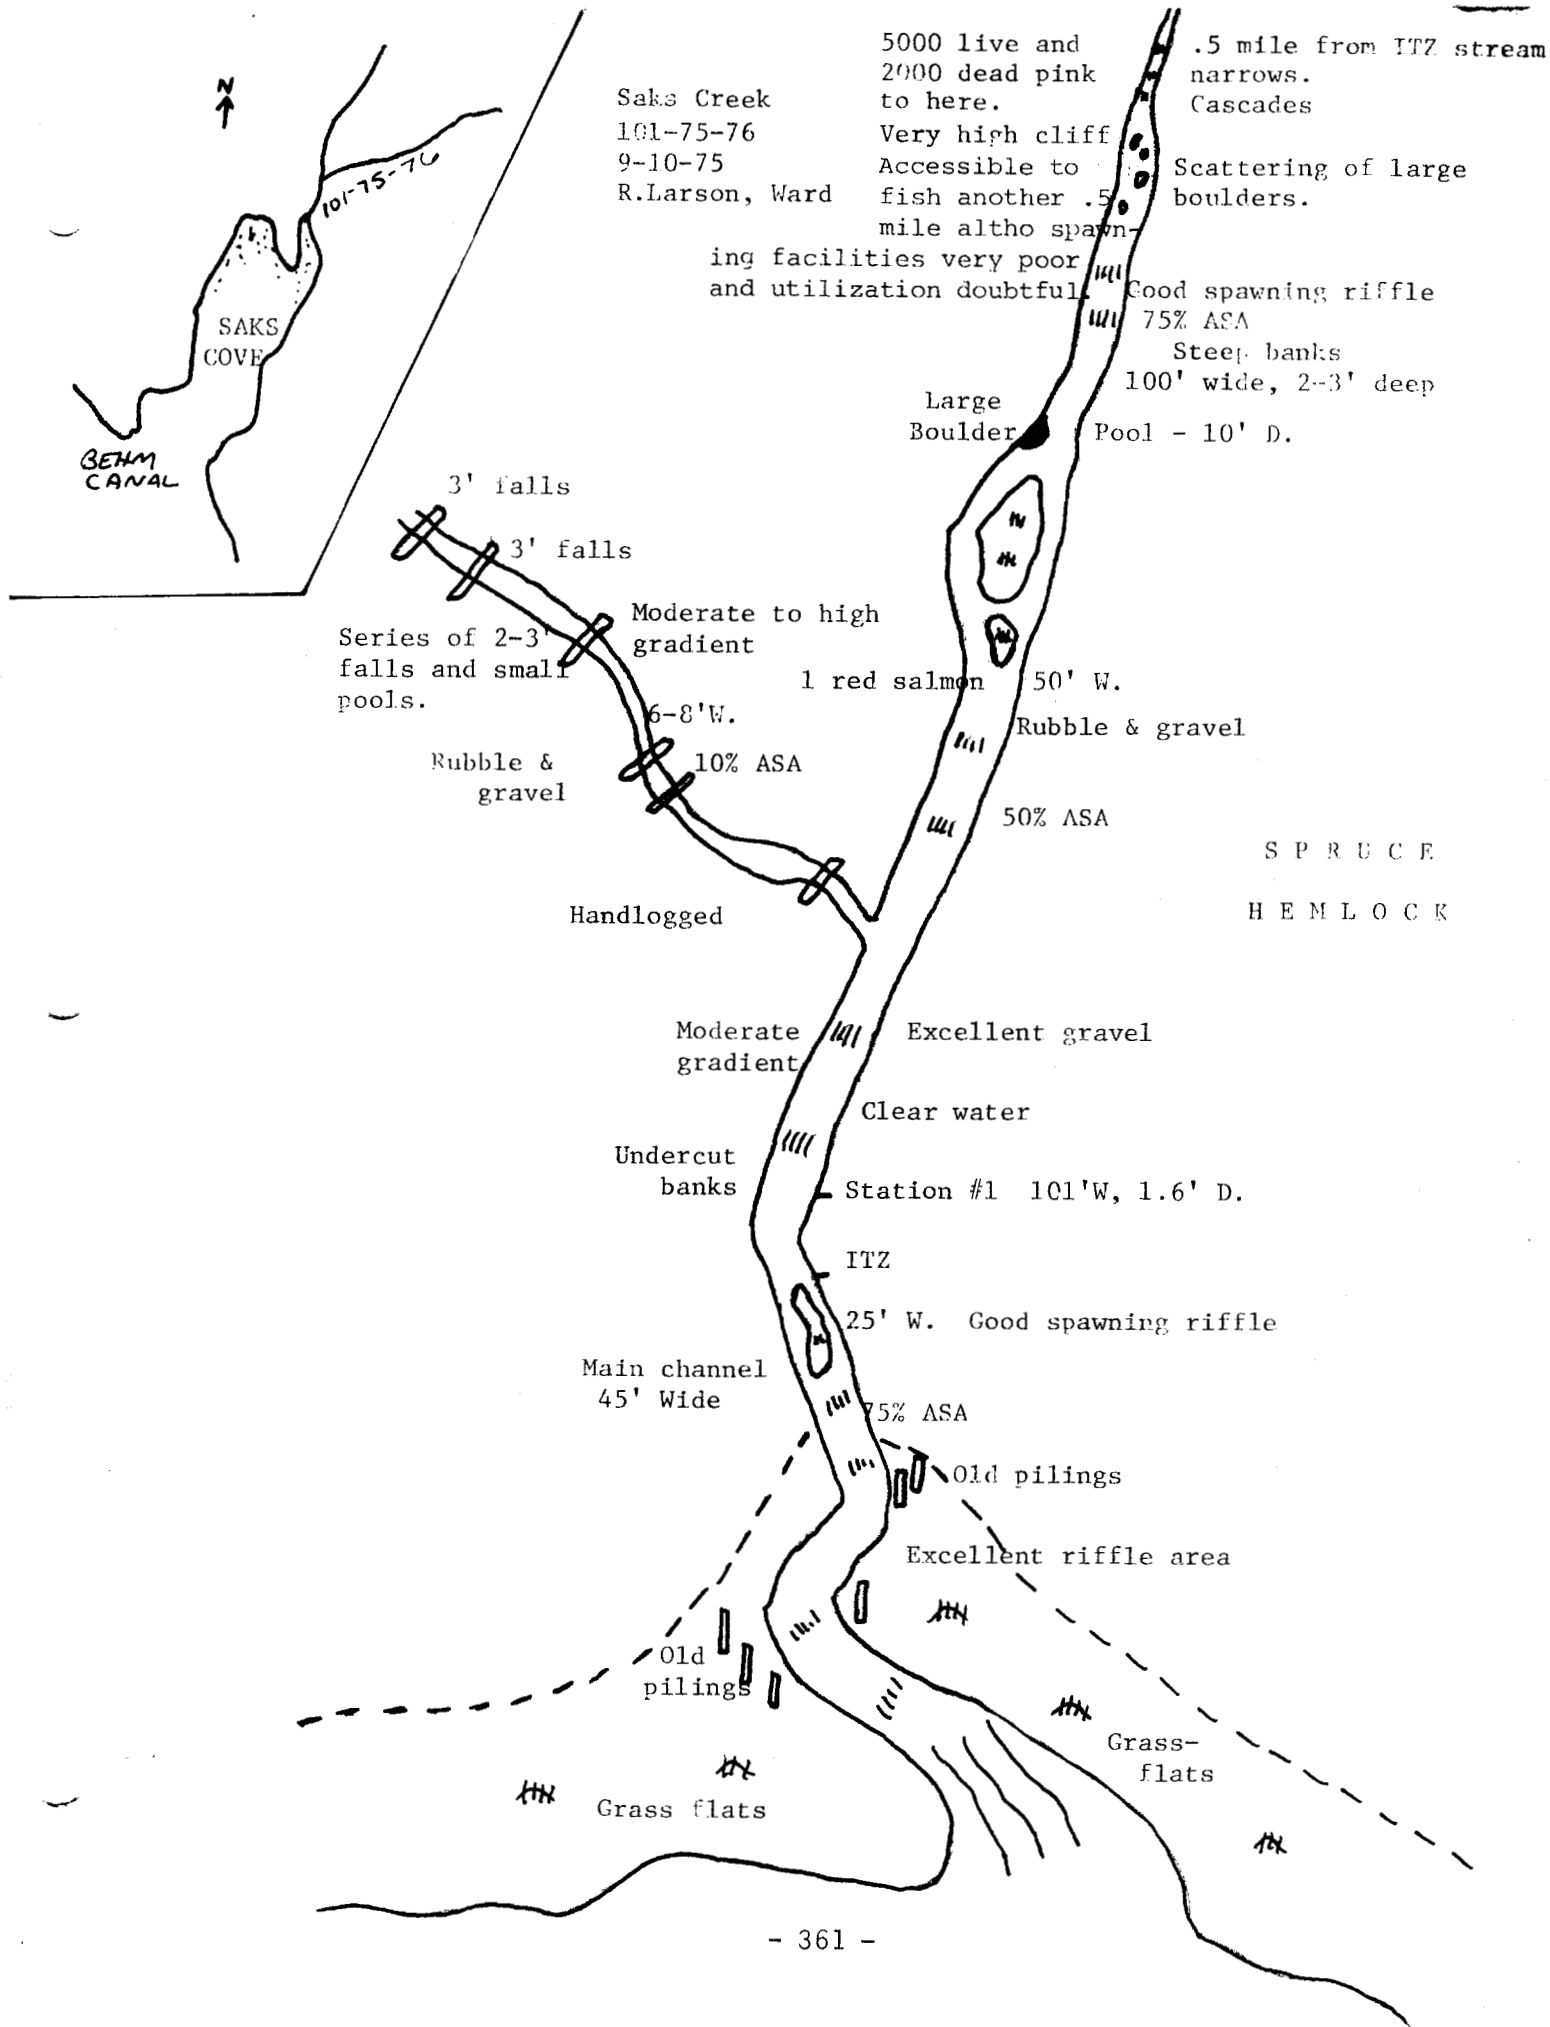 N
101-75-76
SAKS
COVE
BEHM
CANAL
Saks Creek
101-75-76
9-10-75
R.Larson, Ward
5000 live and
2000 dead pink
to here.
Very high cliff
Accessible to
fish another .5
mile altho spawn-
ing facilities very poor
and utilization doubtful.
.5 mile from ITZ stream
narrows.
Cascades
Scattering of large
boulders.
Good spawning riffle
75% ASA
Steep banks
100' wide, 2-3' deep
Large
Boulder
Pool - 10' D.
3' falls
3' falls
Moderate to high
gradient
Series of 2-3'
falls and small
pools.
1 red salmon
50' W.
6-8'W.
Rubble & gravel
Rubble &
gravel
10% ASA
50% ASA
S P R U C E
H E M L O C K
Handlogged
Moderate
gradient
Excellent gravel
Clear water
Undercut
banks
Station #1 101'W, 1.6' D.
ITZ
25' W. Good spawning riffle
Main channel
45' Wide
75% ASA
Old pilings
Excellent riffle area
Old
pilings
Grass-
flats
Grass flats
- 361 -